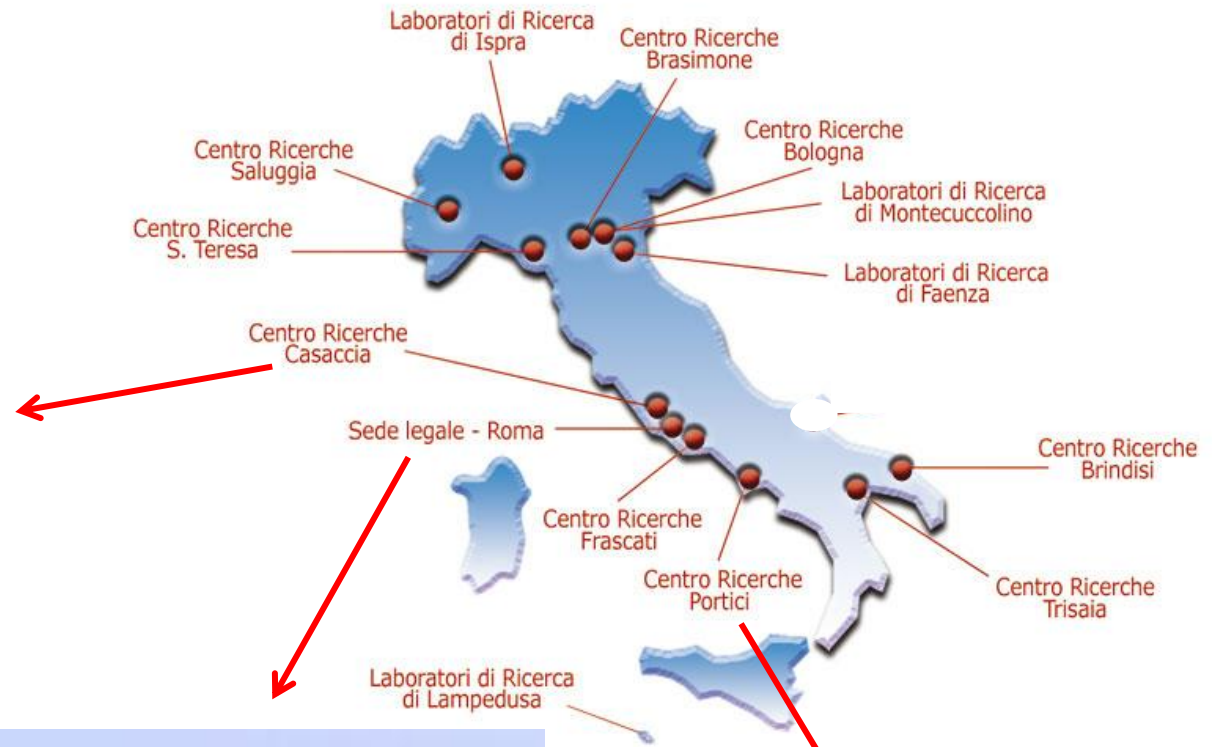 Laboratori di Ricerca
di Ispra
Centro Ricerche
Brasimone
Centro Ricerche
Bologna
Centro Ricerche
Saluggia
Laboratori di Ricerca
di Montecuccolino
Centro Ricerche
S. Teresa
Laboratori di Ricerca
di Faenza
Centro Ricerche
Casaccia
Sede legale - Roma
Centro Ricerche
Brindisi
Centro Ricerche
Frascati
Centro Ricerche
Portici
Centro Ricerche
Trisaia
Laboratori di Ricerca
di Lampedusa